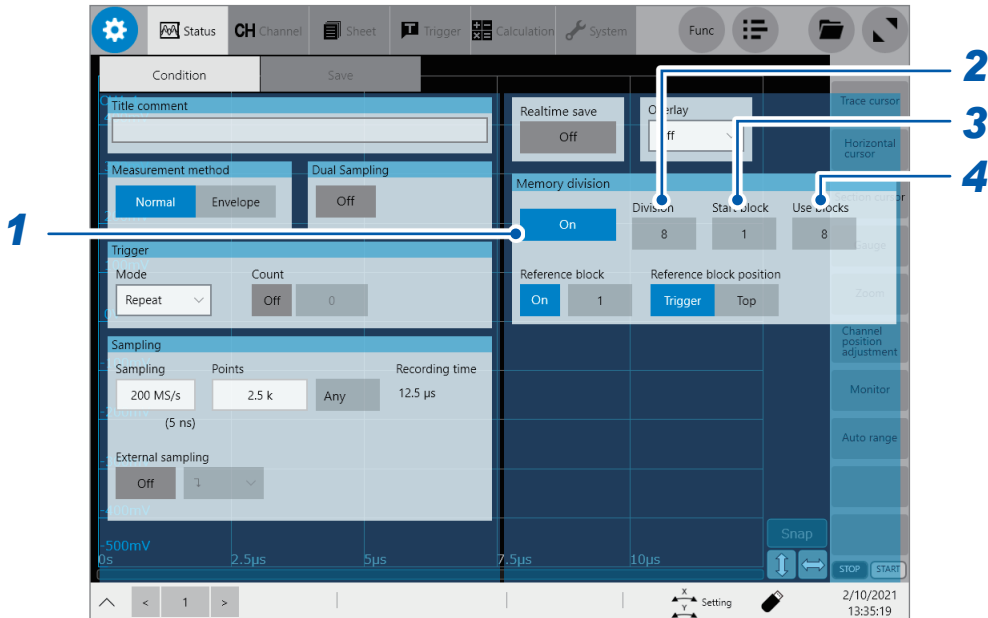 Status CH Channel Sheet Trigger Calculation System Func
Condition Save
Title comment
Realtime save Overlay
Off Off
Trace cursor
Horizontal
cursor
Section cursor
Gauge
Zoom
Channel
position
adjustment
Monitor
Auto range
Measurement method Dual Sampling
Normal Envelope Off
Memory division
On
Division Start block Use blocks
8 1 8
Reference block Reference block position
On 1 Trigger Top
Trigger
Mode Count
Repeat Off 0
Sampling
Sampling Points Recording time
200 MS/s 2.5 k Any 12.5 μs
(5 ns)
External sampling
Off
-400mV
-500mV
0s 2.5μs 5μs 7.5μs 10μs
Snap
STOP START
< 1 >
X
Y
Setting
2/10/2021
13:35:19
1
2
3
4